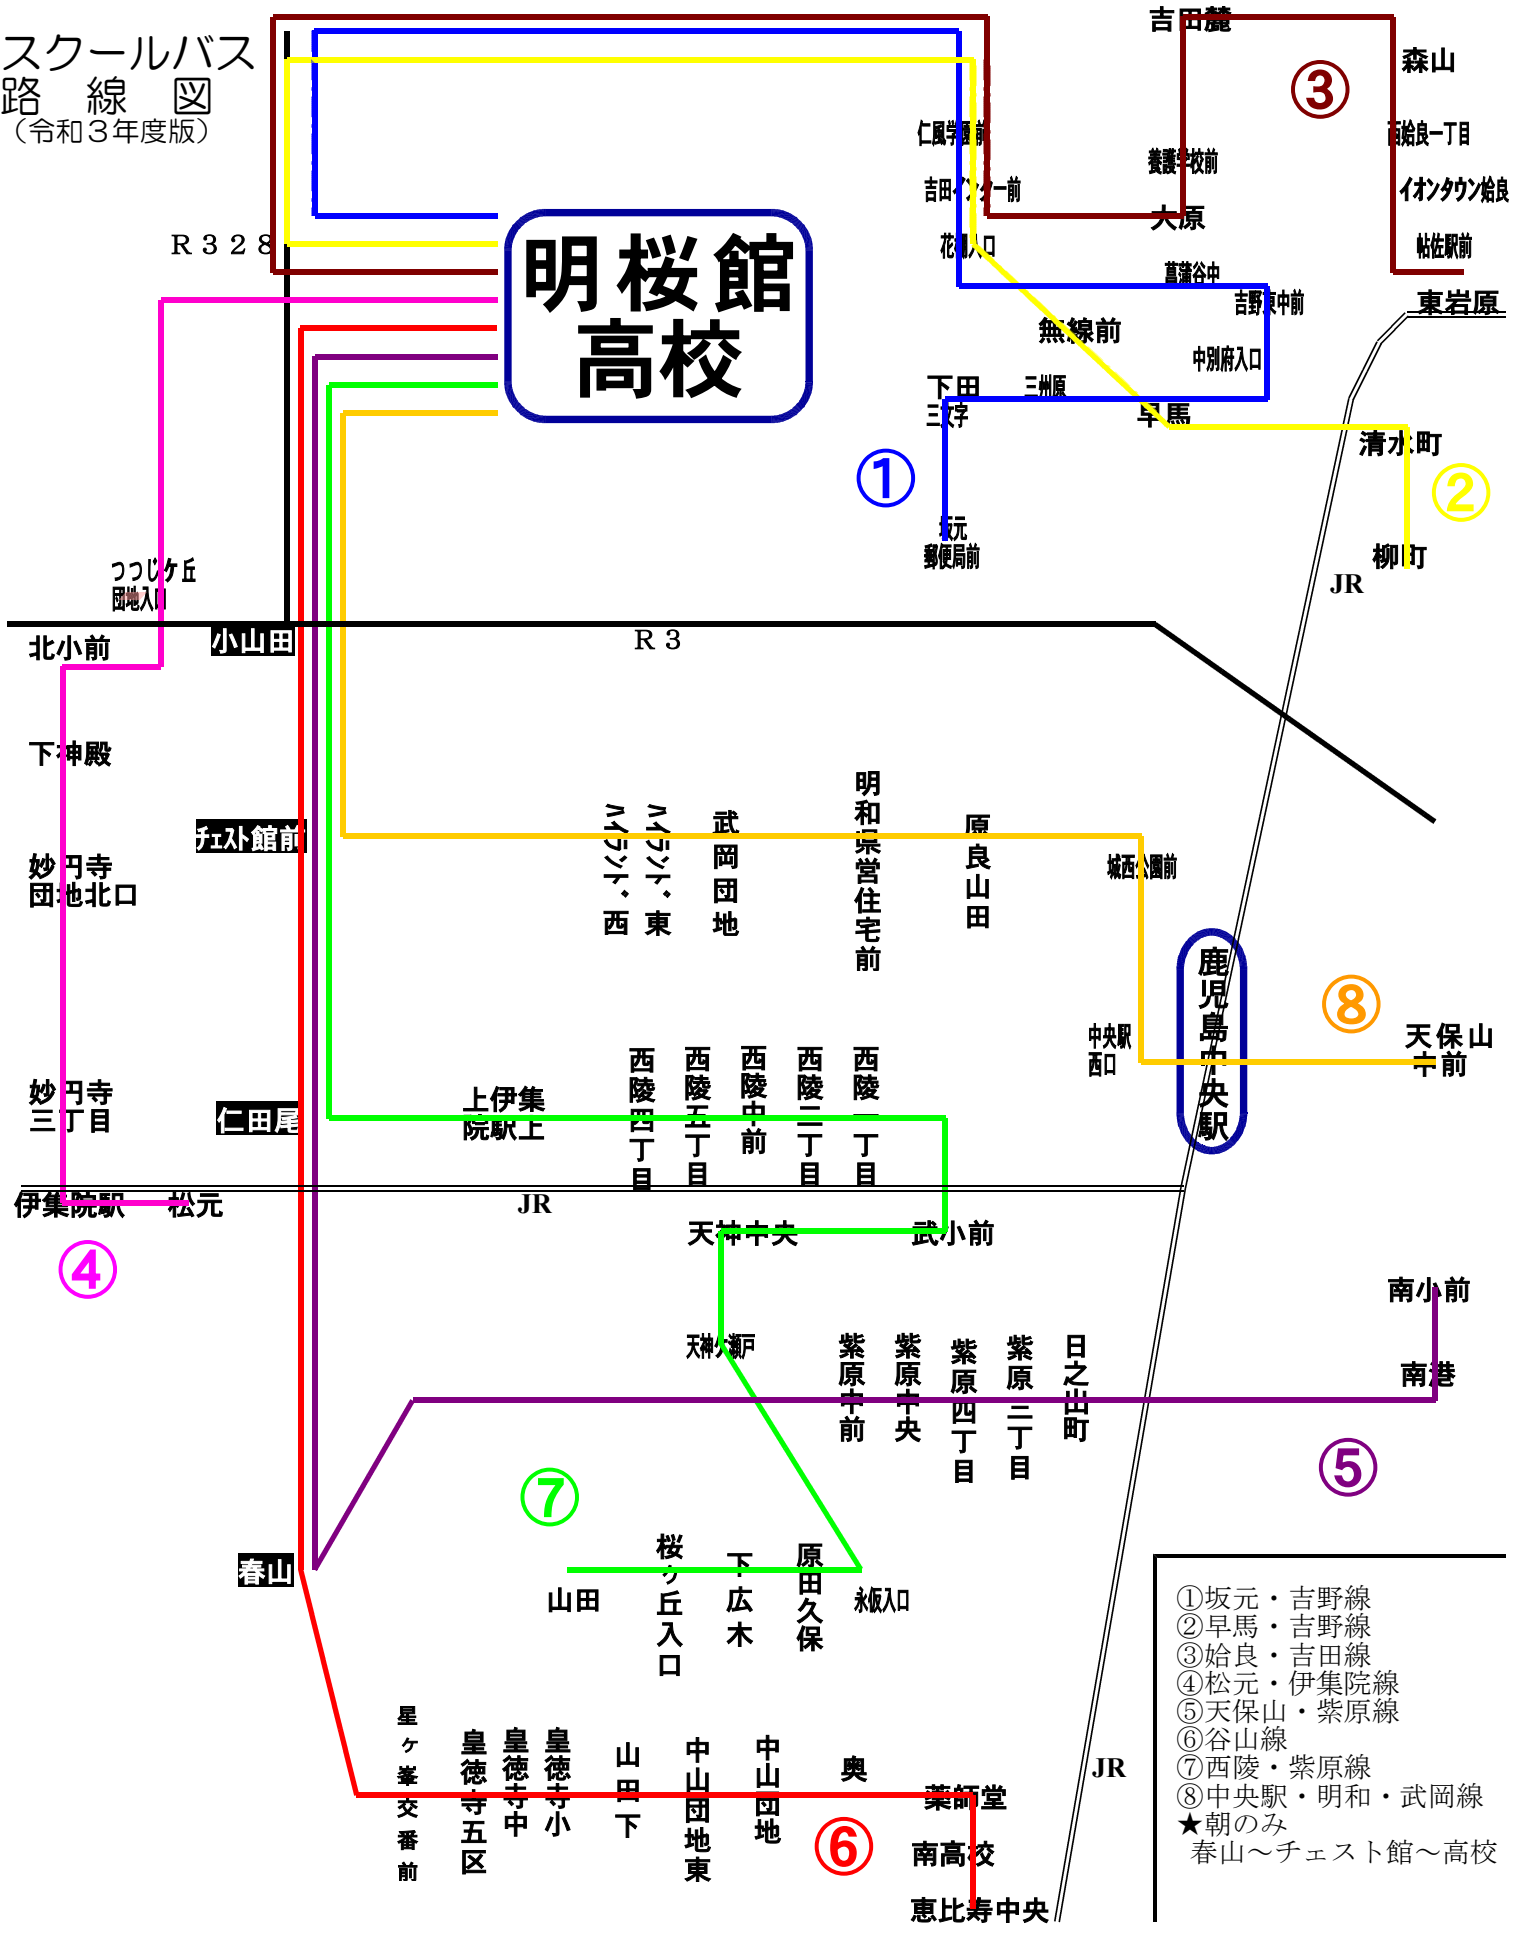 スクールバス
路　線　図
（令和３年度版）
吉田麓
森山
③
仁風学園前
西姶良一丁目
養護学校前
吉田インター前
イオンタウン姶良
大原
Ｒ３２８
花棚入口
帖佐駅前
明桜館
高校
菖蒲谷中
吉野東中前
東岩原
無線前
中別府入口
下田
三州原
三文字
早馬
清水町
①
②
坂元
郵便局前
柳町
つつじケ丘
団地入口
JR
北小前
小山田
Ｒ３
下神殿
チェスト館前
ハイランド・西
ハイランド・東
武岡団地
明和県営住宅前
原良山田
城西公園前
妙円寺
団地北口
鹿児島中央駅
⑧
中央駅
西口
天保山
中前
妙円寺
三丁目
仁田尾
上伊集
院駅上
西陵四丁目
西陵五丁目
西陵中前
西陵二丁目
西陵一丁目
伊集院駅
松元
JR
天神中央
武小前
④
南小前
天神ケ瀬戸
紫原中前
紫原中央
紫原四丁目
紫原三丁目
日之出町
南港
⑤
⑦
春山
山田
桜ヶ丘入口
下広木
原田久保
永仮入口
星ヶ峯交番前
皇徳寺五区
皇徳寺中
皇徳寺小
山田下
中山団地東
中山団地
奥
薬師堂
⑥
南高校
恵比寿中央
JR
①坂元・吉野線
②早馬・吉野線
③姶良・吉田線
④松元・伊集院線
⑤天保山・紫原線
⑥谷山線
⑦西陵・紫原線
⑧中央駅・明和・武岡線
★朝のみ
春山～チェスト館～高校